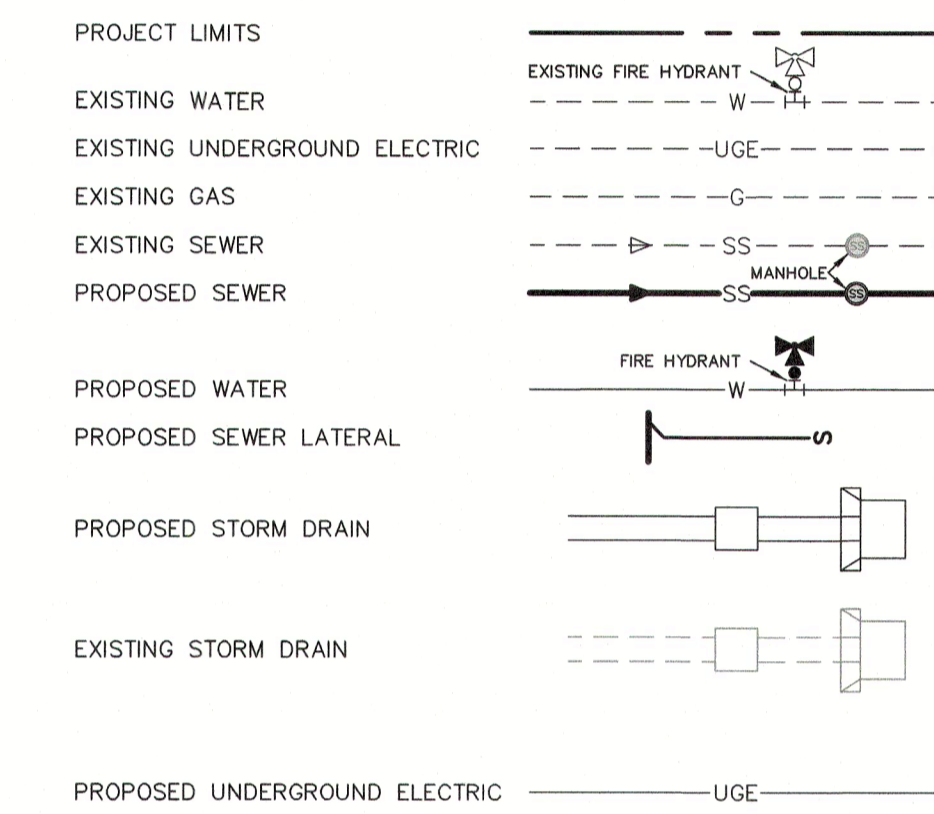 PROJECT LIMITS
EXISTING FIRE HYDRANT
EXISTING WATER W
EXISTING UNDERGROUND ELECTRIC UGE
EXISTING GAS G
EXISTING SEWER SS SS
MANHOLE
PROPOSED SEWER SS SS
FIRE HYDRANT
PROPOSED WATER W
PROPOSED SEWER LATERAL S
PROPOSED STORM DRAIN
EXISTING STORM DRAIN
PROPOSED UNDERGROUND ELECTRIC UGE